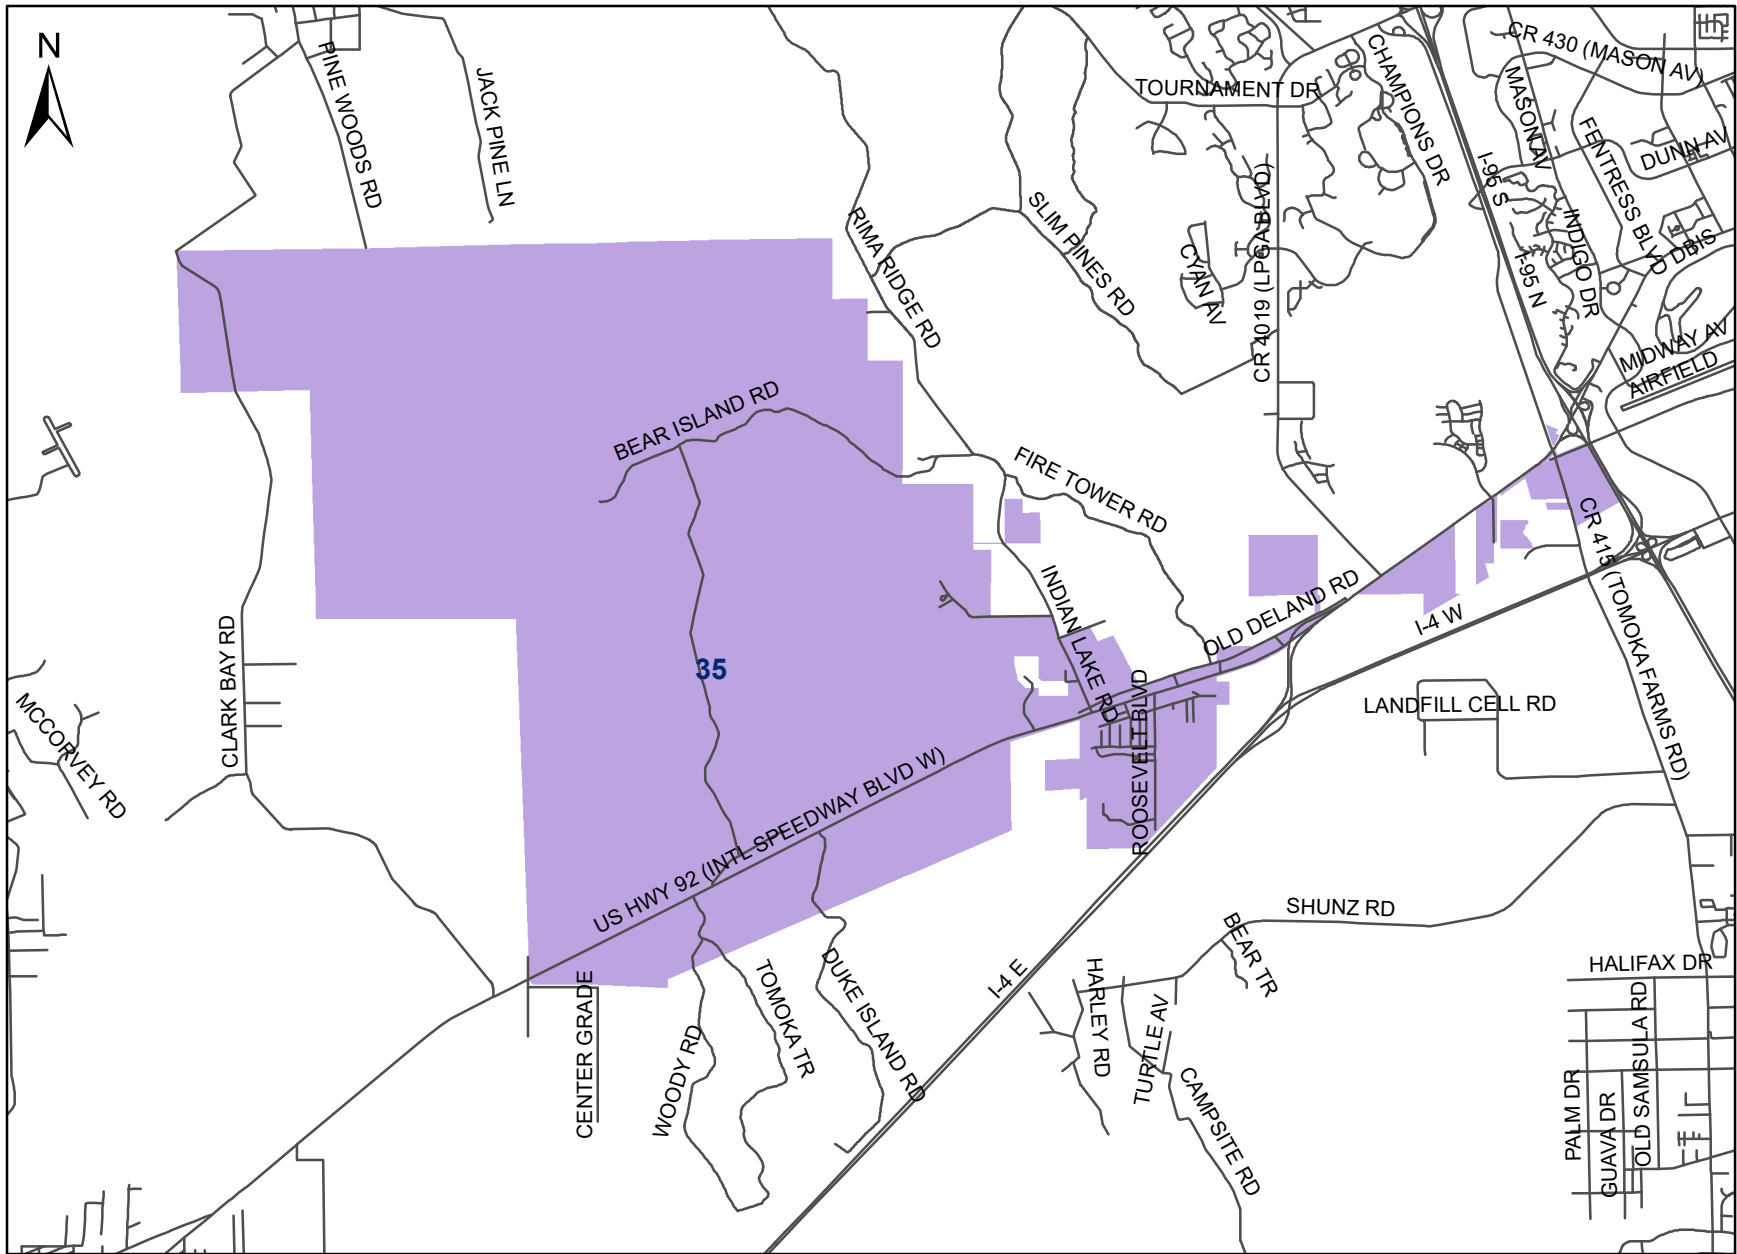 N
PINE WOODS RD
JACK PINE LN
TOURNAMENT DR
CHAMPIONS DR
CR 430 (MASON AV)
MASON AV
FENTRESS BLVD
DUNN AV
I-95 S
INDIGO DR
I-95 N
DBIS
MIDWAY AV
AIRFIELD
RIMA RIDGE RD
SLIM PINES RD
CYAN AV
CR 4019 (LPGA BLVD)
BEAR ISLAND RD
FIRE TOWER RD
INDIAN LAKE RD
OLD DELAND RD
I-4 W
CR 415 (TOMOKA FARMS RD)
CLARK BAY RD
35
MCCORVEY RD
ROOSEVELT BLVD
LANDFILL CELL RD
US HWY 92 (INTL SPEEDWAY BLVD W)
SHUNZ RD
BEAR TR
HALIFAX DR
CENTER GRADE
WOODY RD
TOMOKA TR
DUKE ISLAND RD
I-4 E
HARLEY RD
TURTLE AV
CAMPSITE RD
PALM DR
GUAVA DR
OLD SAMSULA RD